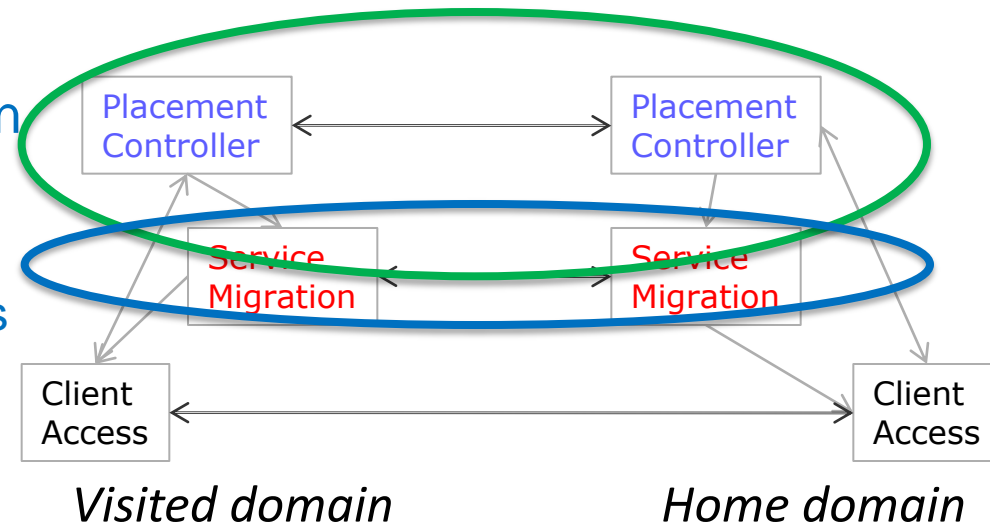 Placement
Controller
Placement
Controller
Service
Migration
Service
Migration
Client
Access
Client
Access
Visited domain
Home domain